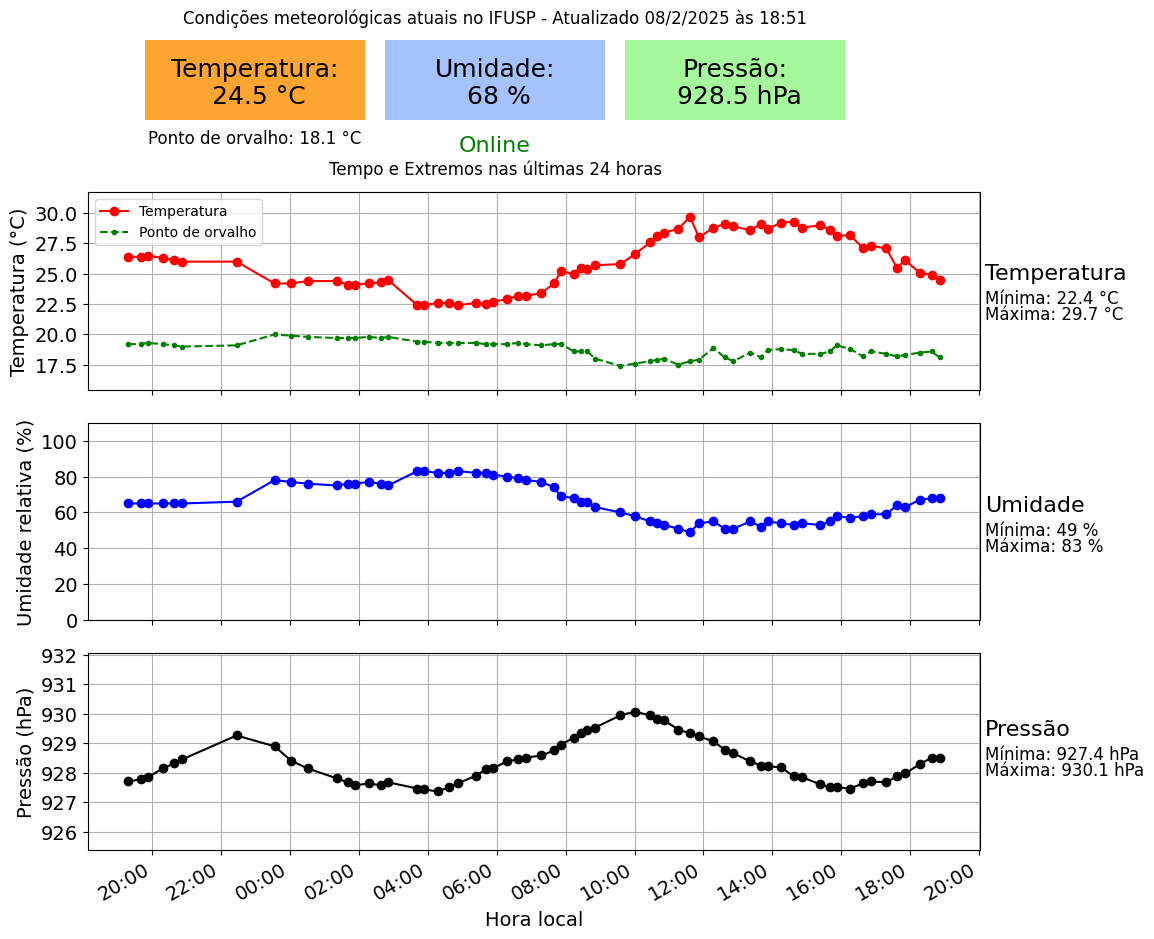 Condições meteorológicas atuais no IFUSP - Atualizado 08/2/2025 às 18:51
Temperatura:
24.5 °C
Umidade:
68 %
Pressão:
928.5 hPa
Ponto de orvalho: 18.1 °C
Online
Tempo e Extremos nas últimas 24 horas
Temperatura (°C)
30.0
27.5
25.0
22.5
20.0
17.5
Temperatura
Ponto de orvalho
Temperatura
Mínima: 22.4 °C
Máxima: 29.7 °C
Umidade relativa (%)
100
80
60
40
20
0
Umidade
Mínima: 49 %
Máxima: 83 %
Pressão (hPa)
932
931
930
929
928
927
926
Pressão
Mínima: 927.4 hPa
Máxima: 930.1 hPa
20:00 22:00 00:00 02:00 04:00 06:00 08:00 10:00 12:00 14:00 16:00 18:00 20:00
Hora local